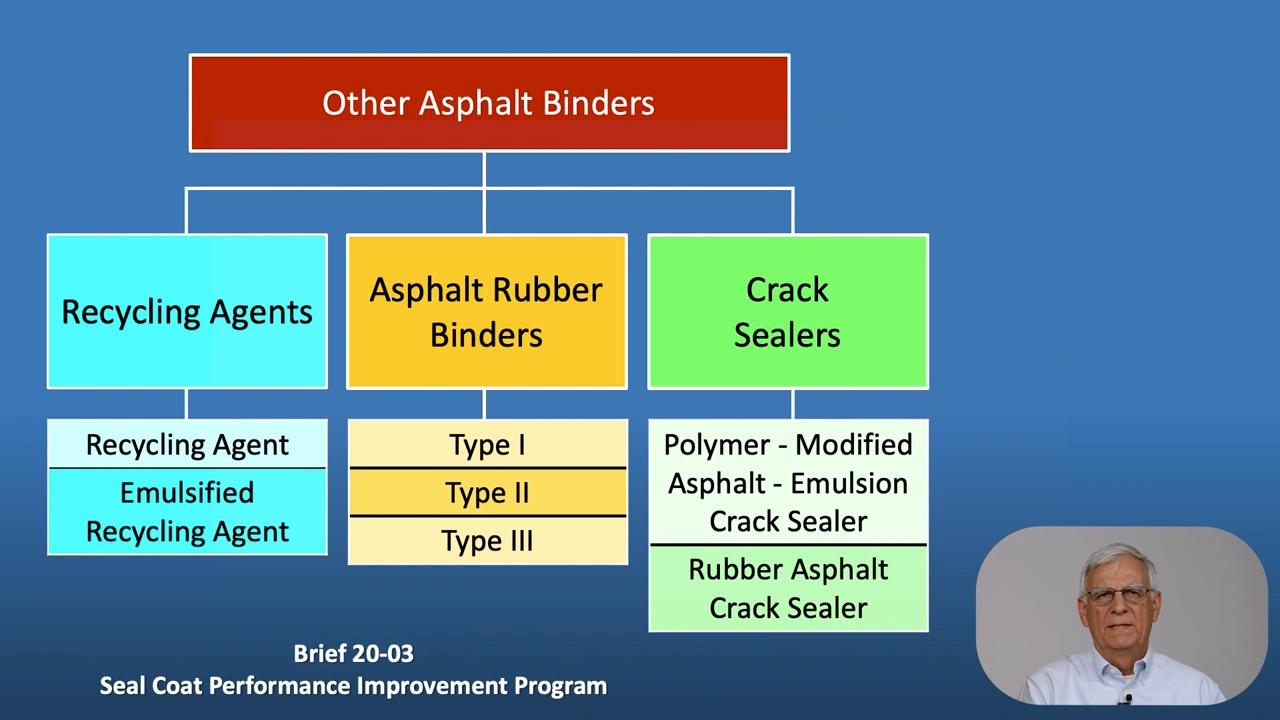 Other Asphalt Binders
Recycling Agents
Asphalt Rubber
Binders
Crack
Sealers
Recycling Agent
Emulsified
Recycling Agent
Type I
Type II
Type III
Polymer - Modified
Asphalt - Emulsion
Crack Sealer
Rubber Asphalt
Crack Sealer
Brief 20-03
Seal Coat Performance Improvement Program